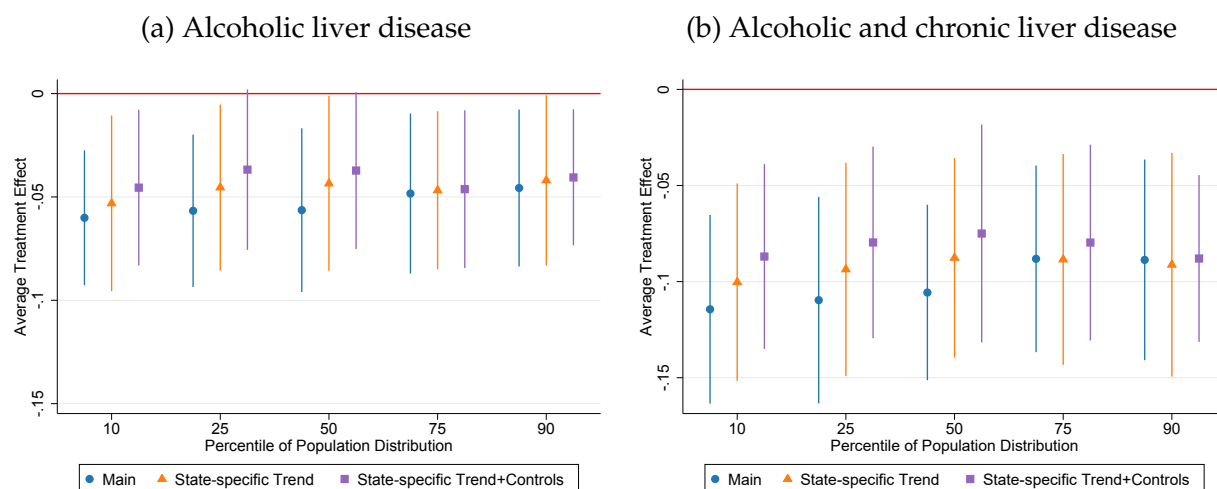 (a) Alcoholic liver disease
0
-.05
-.1
-.15
Average Treatment Effect
10 25 50 75 90
Percentile of Population Distribution
Main State-specific Trend State-specific Trend+Controls
(b) Alcoholic and chronic liver disease
0
-.05
-.1
-.15
Average Treatment Effect
10 25 50 75 90
Percentile of Population Distribution
Main State-specific Trend State-specific Trend+Controls